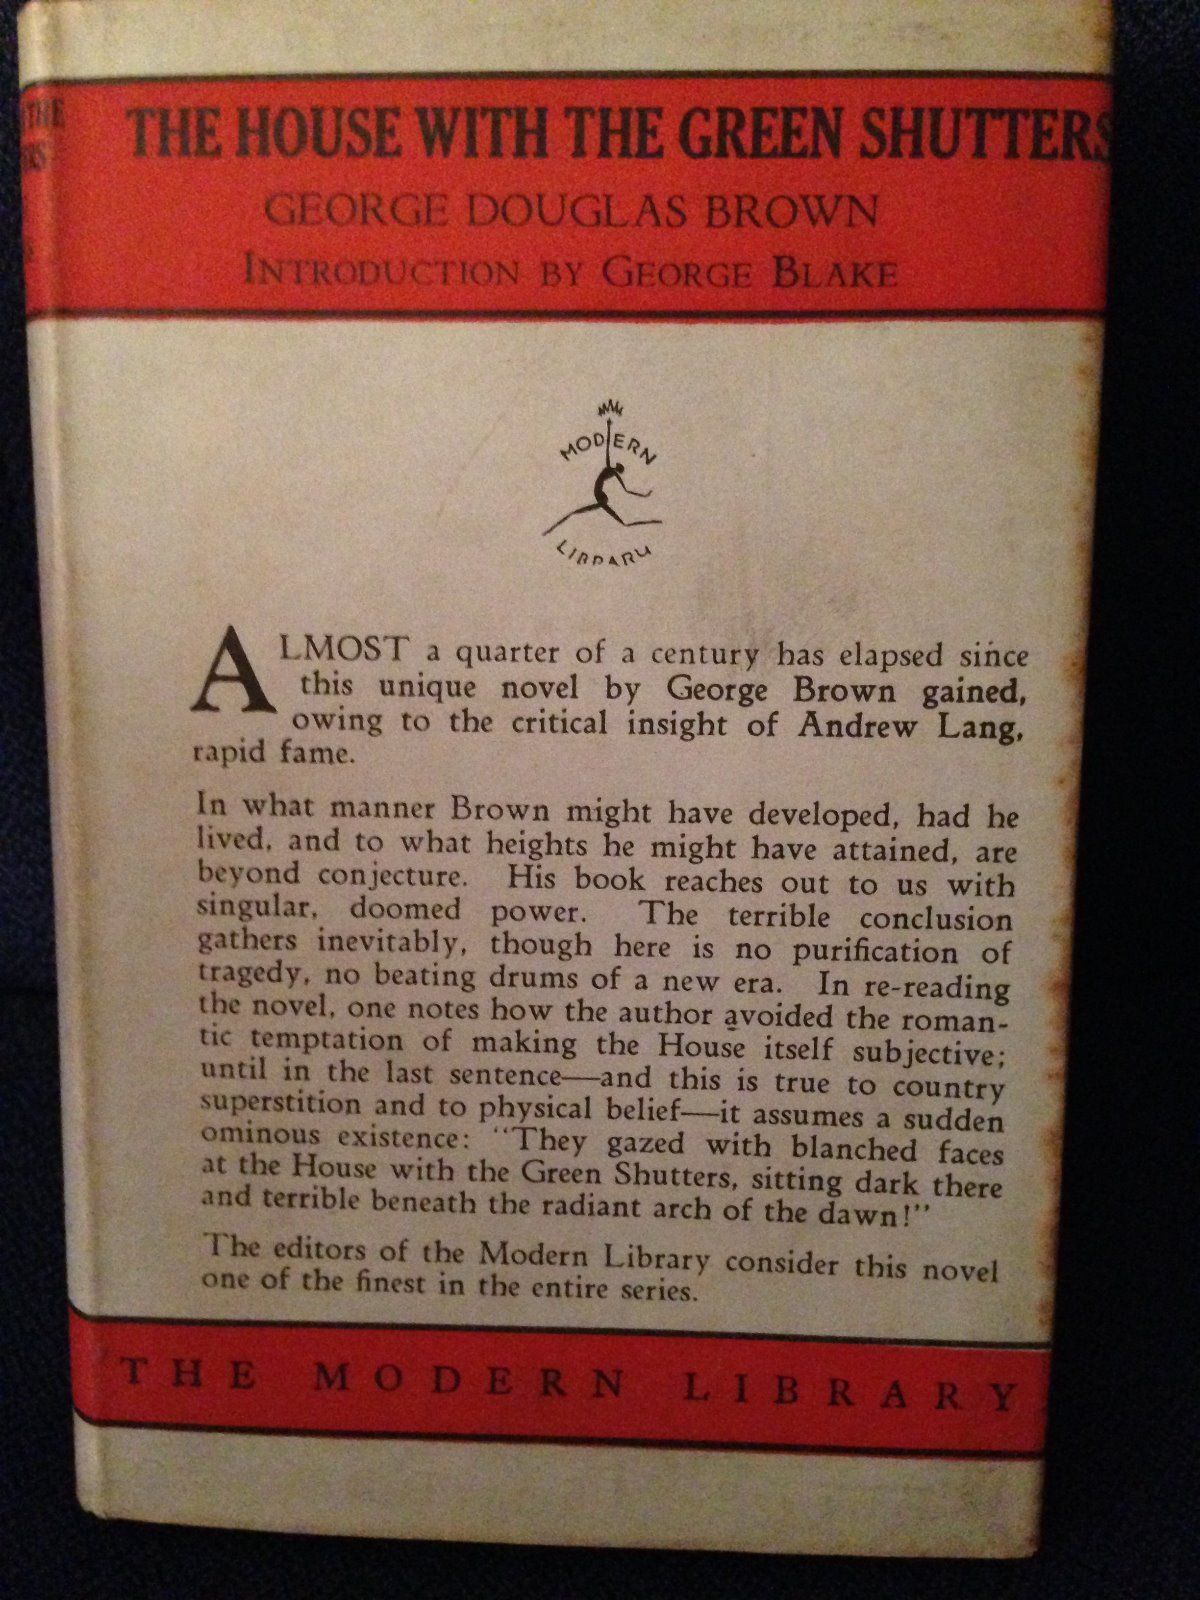 THE
RS
THE HOUSE WITH THE GREEN SHUTTERS
GEORGE DOUGLAS BROWN
INTRODUCTION BY GEORGE BLAKE
MODERN
LIBRARY
ALMOST a quarter of a century has elapsed since
this unique novel by George Brown gained,
owing to the critical insight of Andrew Lang,
rapid fame.
In what manner Brown might have developed, had he
lived, and to what heights he might have attained, are
beyond conjecture. His book reaches out to us with
singular, doomed power. The terrible conclusion
gathers inevitably, though here is no purification of
tragedy, no beating drums of a new era. In re-reading
the novel, one notes how the author avoided the roman-
tic temptation of making the House itself subjective;
until in the last sentence—and this is true to country
superstition and to physical belief—it assumes a sudden
ominous existence: "They gazed with blanched faces
at the House with the Green Shutters, sitting dark there
and terrible beneath the radiant arch of the dawn!"
The editors of the Modern Library consider this novel
one of the finest in the entire series.
THE MODERN LIBRARY